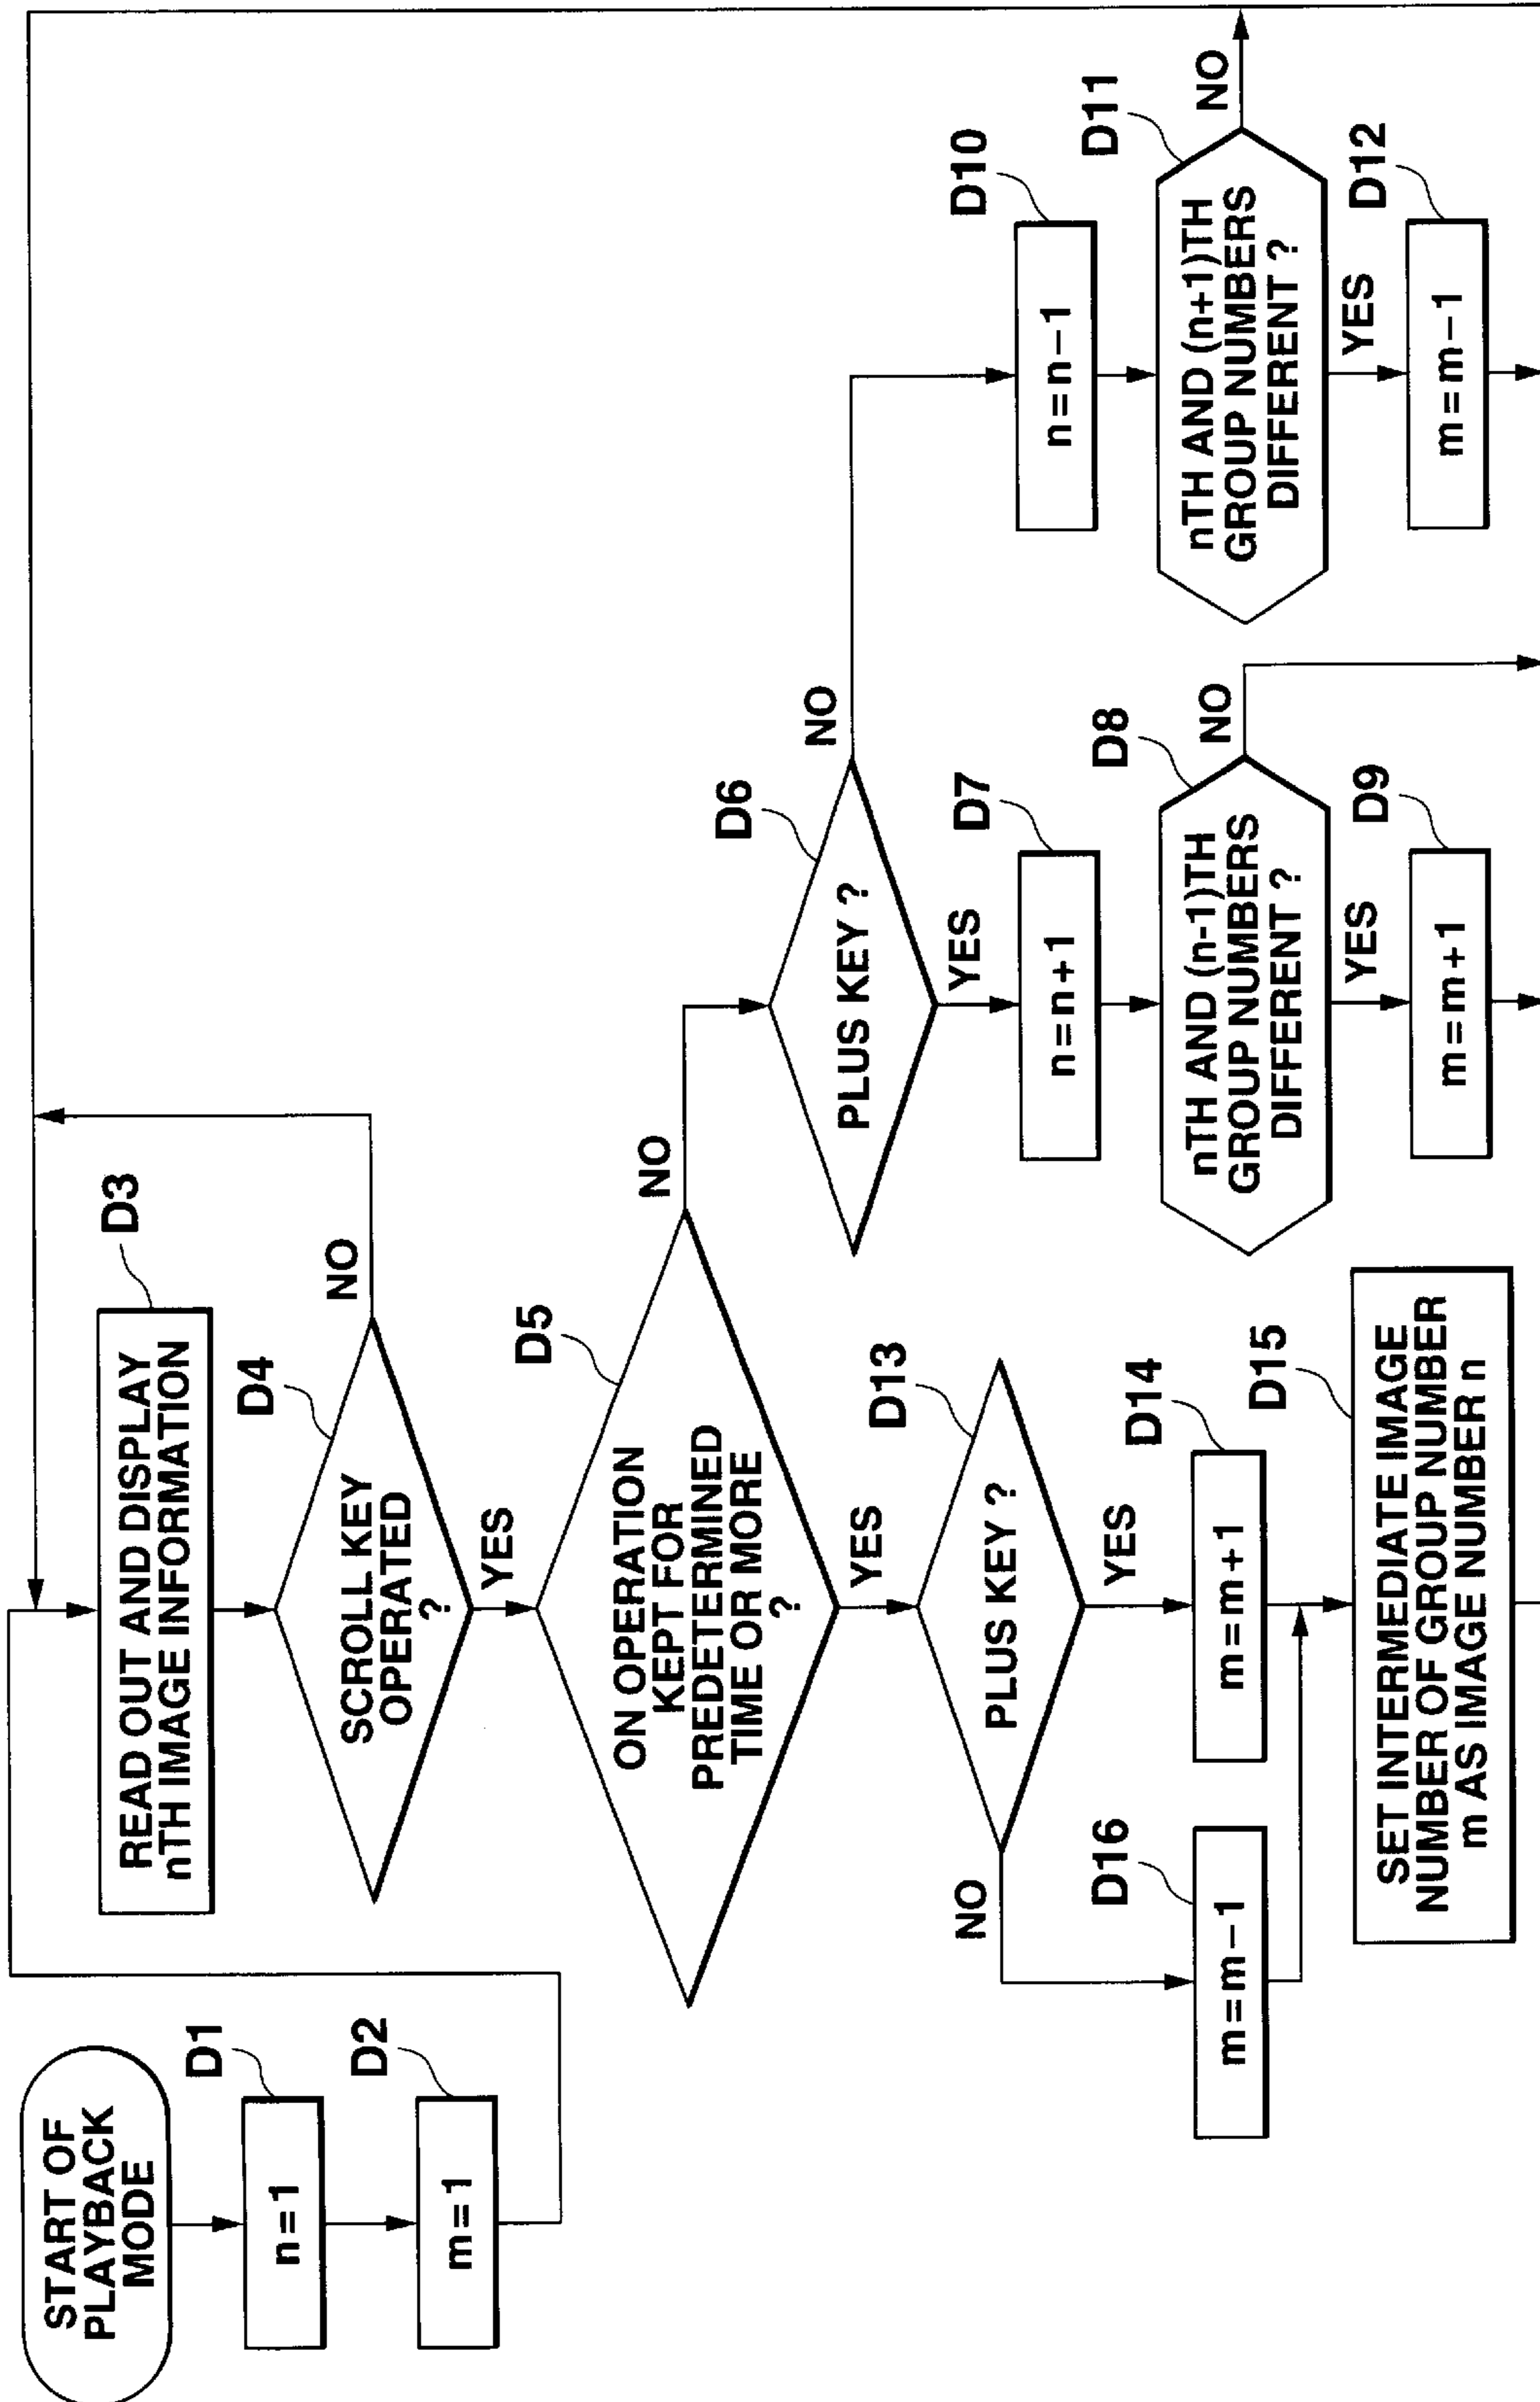 START OF
PLAYBACK
MODE
D1
n=1
D2
m=1
D3
READ OUT AND DISPLAY
nTH IMAGE INFORMATION
D4
SCROLL KEY
OPERATED
?
NO
YES
D5
ON OPERATION
KEPT FOR
PREDETERMINED
TIME OR MORE
?
NO
YES
D6
PLUS KEY ?
NO
YES
D7
n=n+1
D8
nTH AND (n-1)TH
GROUP NUMBERS
DIFFERENT ?
NO
YES
D9
m=m+1
D10
n=n-1
D11
nTH AND (n+1)TH
GROUP NUMBERS
DIFFERENT ?
NO
YES
D12
m=m-1
D13
PLUS KEY ?
NO
YES
D14
m=m+1
D16
m=m-1
D15
SET INTERMEDIATE IMAGE
NUMBER OF GROUP NUMBER
m AS IMAGE NUMBER n